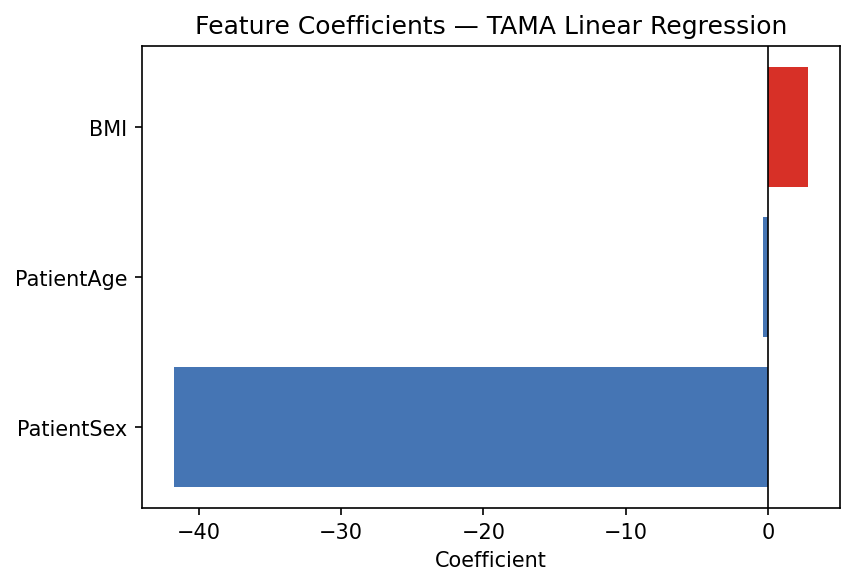 Feature Coefficients — TAMA Linear Regression
BMI
PatientAge
PatientSex
−40
−30
−20
−10
0
Coefficient